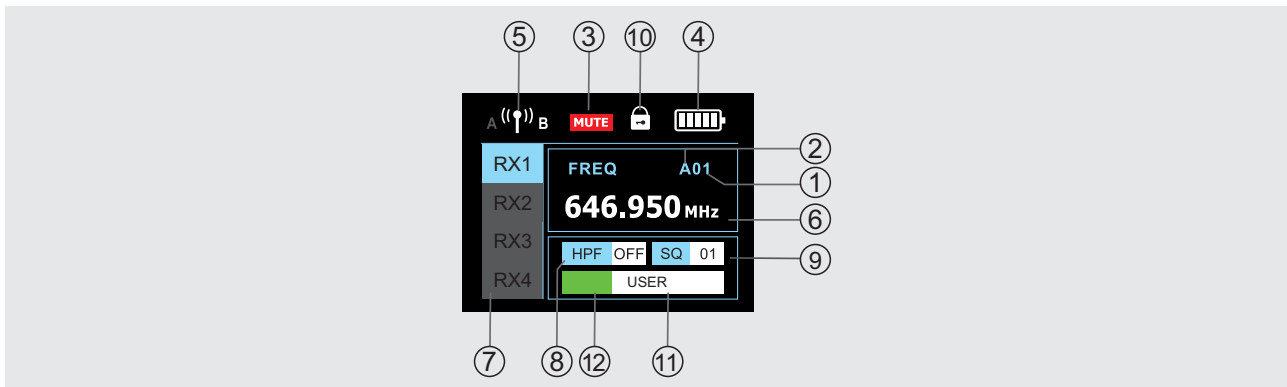 ⑤ ③ ⑩ ④
A B MUTE
RX1 FREQ A01 ②
①
RX2 646.950 MHz ⑥
RX3 HPF OFF SQ 01 ⑨
RX4 USER
⑦ ⑧ ⑫ ⑪